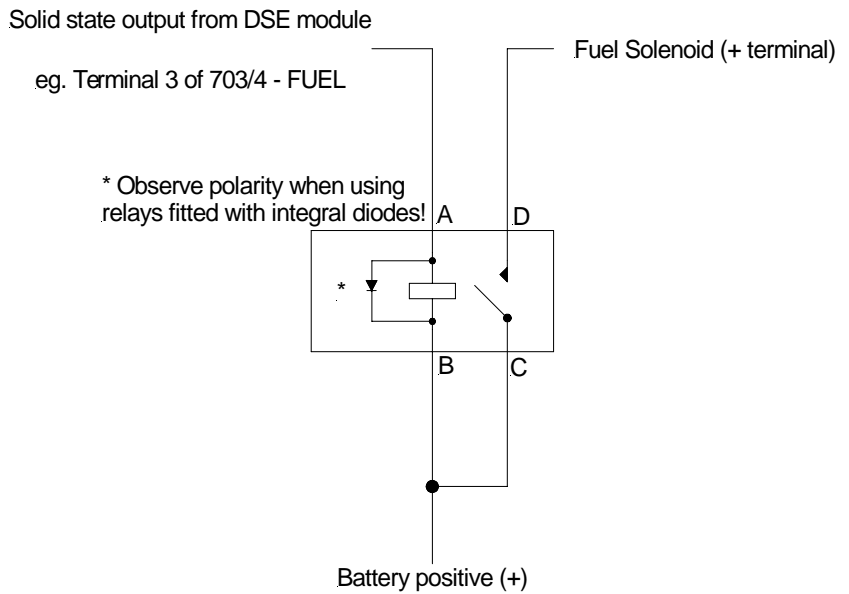 Solid state output from DSE module
Fuel Solenoid (+ terminal)
eg. Terminal 3 of 703/4 - FUEL
* Observe polarity when using
relays fitted with integral diodes!
A
D
*
B
C
Battery positive (+)